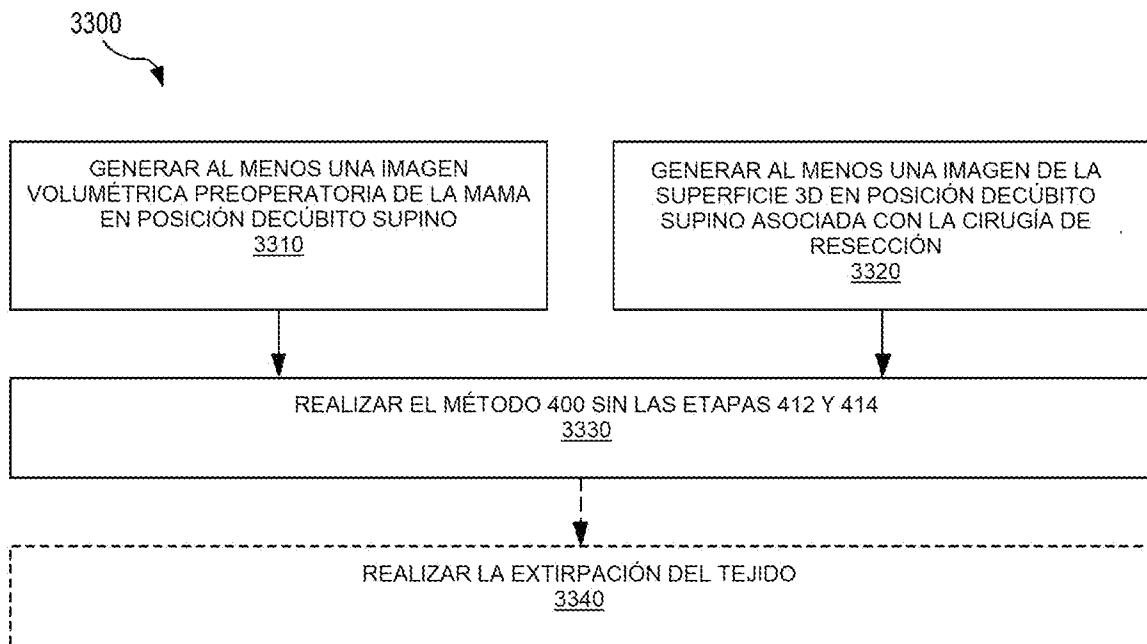 3300
GENERAR AL MENOS UNA IMAGEN
VOLUMÉTRICA PREOPERATORIA DE LA MAMA
EN POSICIÓN DECÚBITO SUPINO
3310
GENERAR AL MENOS UNA IMAGEN DE LA
SUPERFICIE 3D EN POSICIÓN DECÚBITO
SUPINO ASOCIADA CON LA CIRUGÍA DE
RESECCIÓN
3320
REALIZAR EL MÉTODO 400 SIN LAS ETAPAS 412 Y 414
3330
REALIZAR LA EXTIRPACIÓN DEL TEJIDO
3340